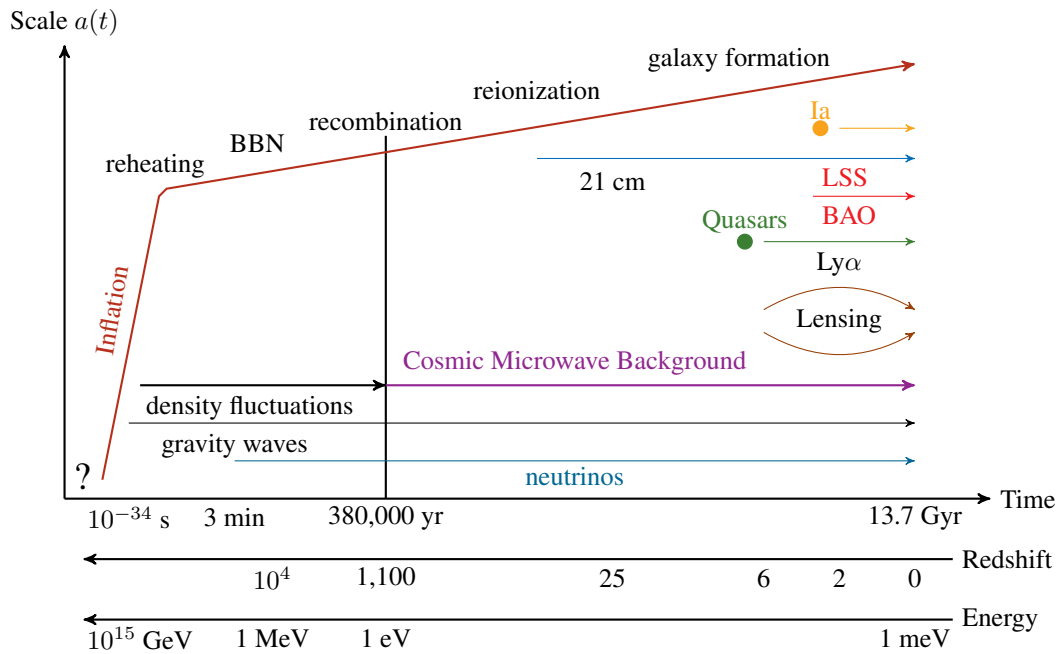 Scale a(t)
galaxy formation
reionization
Ia
recombination
BBN
reheating
21 cm
LSS
BAO
Quasars
Lyα
Inflation
Lensing
Cosmic Microwave Background
density fluctuations
gravity waves
?
neutrinos
Time
10⁻³⁴ s 3 min 380,000 yr 13.7 Gyr
Redshift
10⁴ 1,100 25 6 2 0
Energy
10¹⁵ GeV 1 MeV 1 eV 1 meV